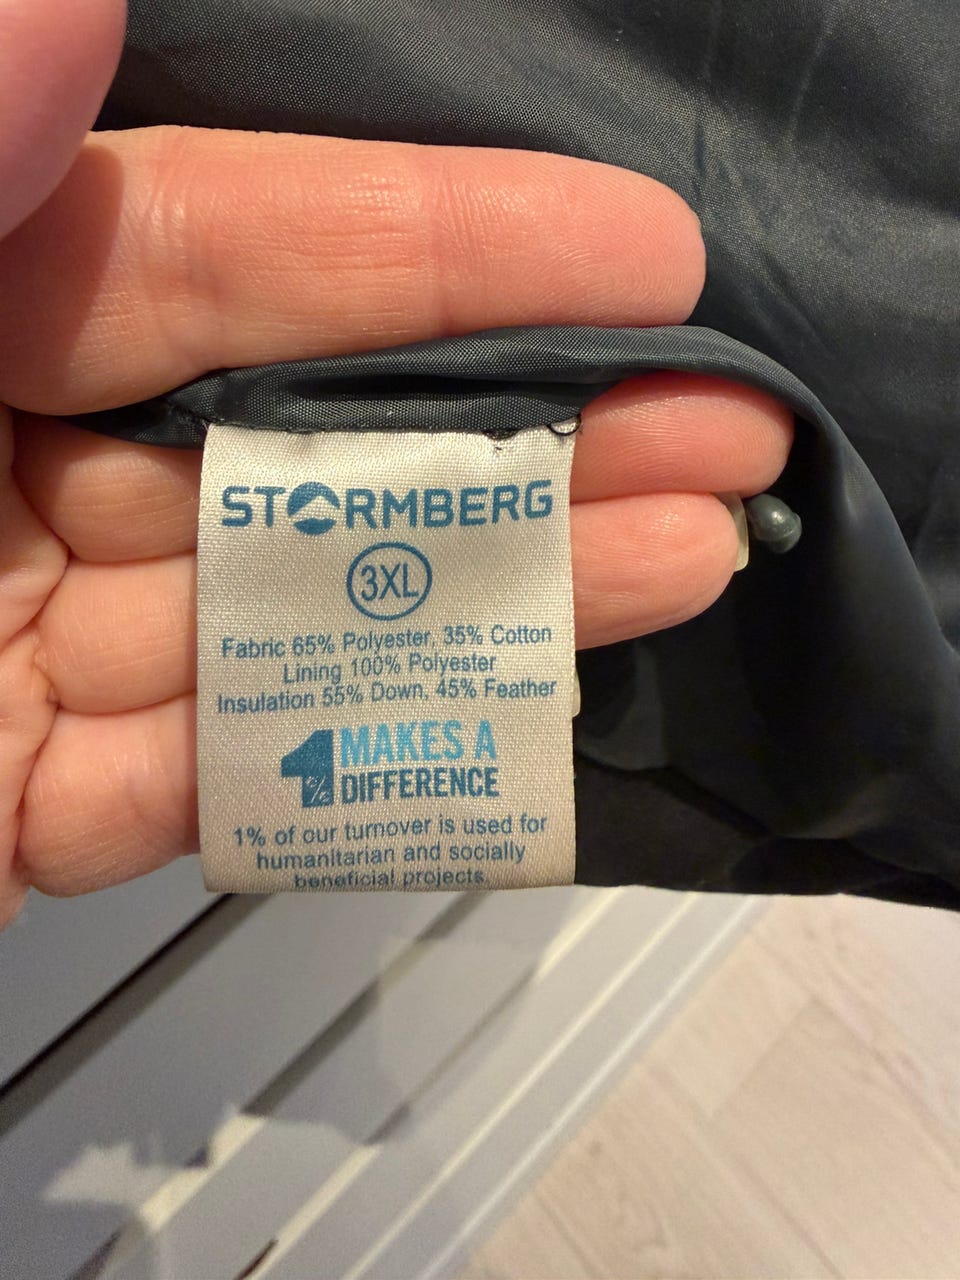 STORMBERG
3XL
Fabric 65% Polyester, 35% Cotton
Lining 100% Polyester
Insulation 55% Down, 45% Feather
1% MAKES A
DIFFERENCE
1% of our turnover is used for
humanitarian and socially
beneficial projects.